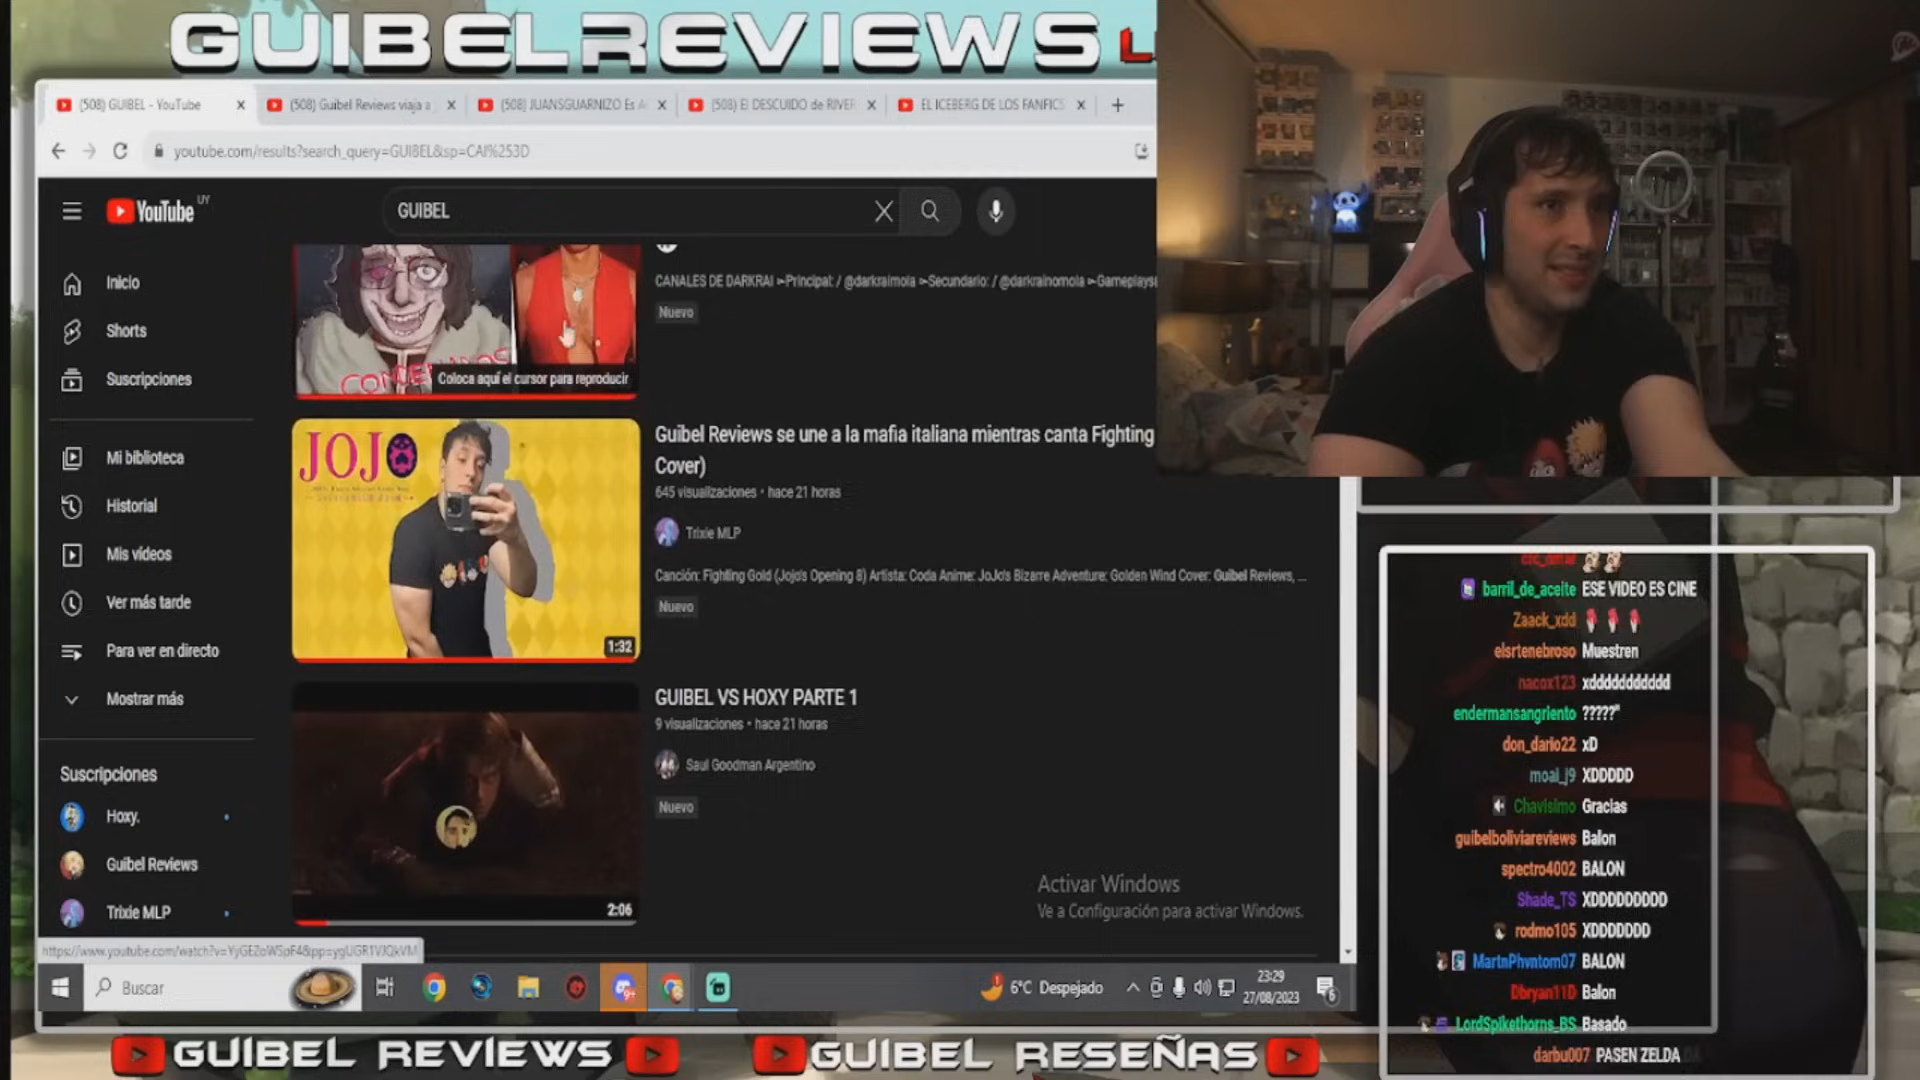 GUIBELREVIEWS
(508) GUIBEL - YouTube
(508) Guibel Reviews viaja a
(508) JUANSGUARNIZO Es A
(508) El DESCUIDO de RIVER
EL ICEBERG DE LOS FANFICS
youtube.com/results?search_query=GUIBEL&sp=CAI%253D
YouTube UY
GUIBEL
Inicio
Shorts
Suscripciones
Mi biblioteca
Historial
Mis vídeos
Ver más tarde
Para ver en directo
Mostrar más
Suscripciones
Hoxy.
Guibel Reviews
Trixie MLP
Coloca aquí el cursor para reproducir
CANALES DE DARKRAI ➢Principal: / @darkraimola ➢Secundario: / @darkrainomola ➢Gameplays
Nuevo
JOJO
1:32
Guibel Reviews se une a la mafia italiana mientras canta Fighting
Cover)
645 visualizaciones • hace 21 horas
Trixie MLP
Canción: Fighting Gold (Jojo's Opening 8) Artista: Coda Anime: JoJo's Bizarre Adventure: Golden Wind Cover: Guibel Reviews, ...
Nuevo
2:06
GUIBEL VS HOXY PARTE 1
9 visualizaciones • hace 21 horas
Saul Goodman Argentino
Nuevo
Activar Windows
Ve a Configuración para activar Windows.
Buscar
6°C Despejado
23:29
27/08/2023
6
barril_de_aceite ESE VIDEO ES CINE
Zaack_xdd
elsrtenebroso Muestren
nacox123 xddddddddddd
endermansangriento ?????"
don_dario22 xD
moai_j9 XDDDDD
Chavisimo Gracias
guibelboliviareviews Balon
spectro4002 BALON
Shade_TS XDDDDDDDDD
rodmo105 XDDDDDDD
MartnPhvntom07 BALON
Dbryan11D Balon
LordSpikethorns_BS Basado
darbu007 PASEN ZELDA
GUIBEL REVIEWS
GUIBEL RESEÑAS